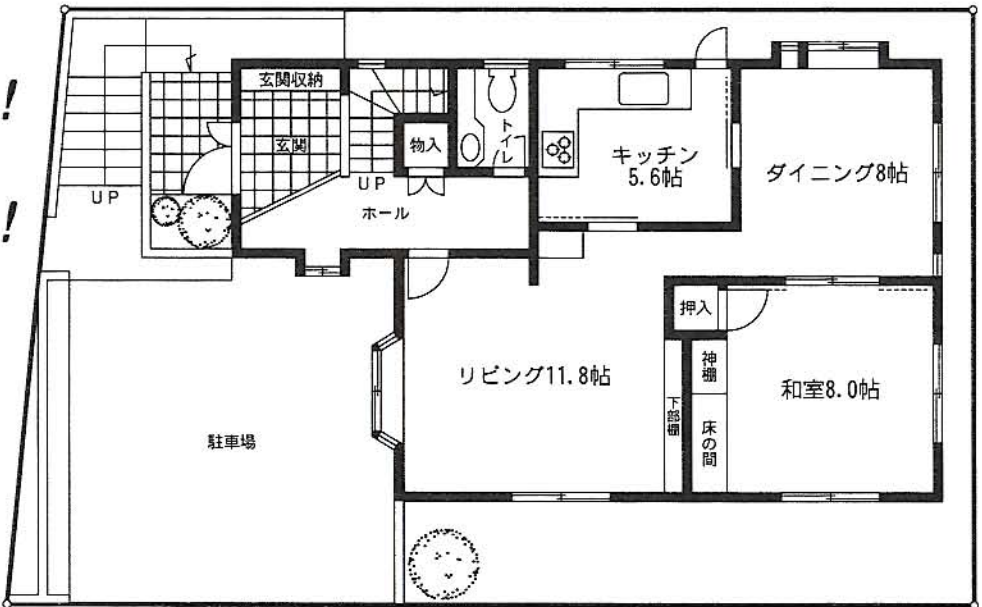 !
!
UP
玄関収納
玄関
UP
物入
トイレ
ホール
キッチン
5.6帖
ダイニング8帖
リビング11.8帖
下部棚
押入
神棚
床の間
和室8.0帖
駐車場